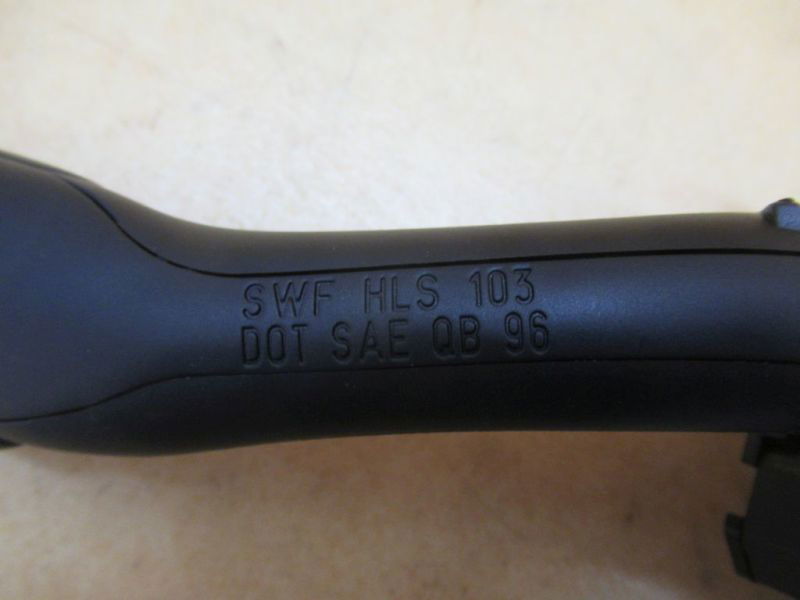 SWF HLS 103
DOT SAE QB 96